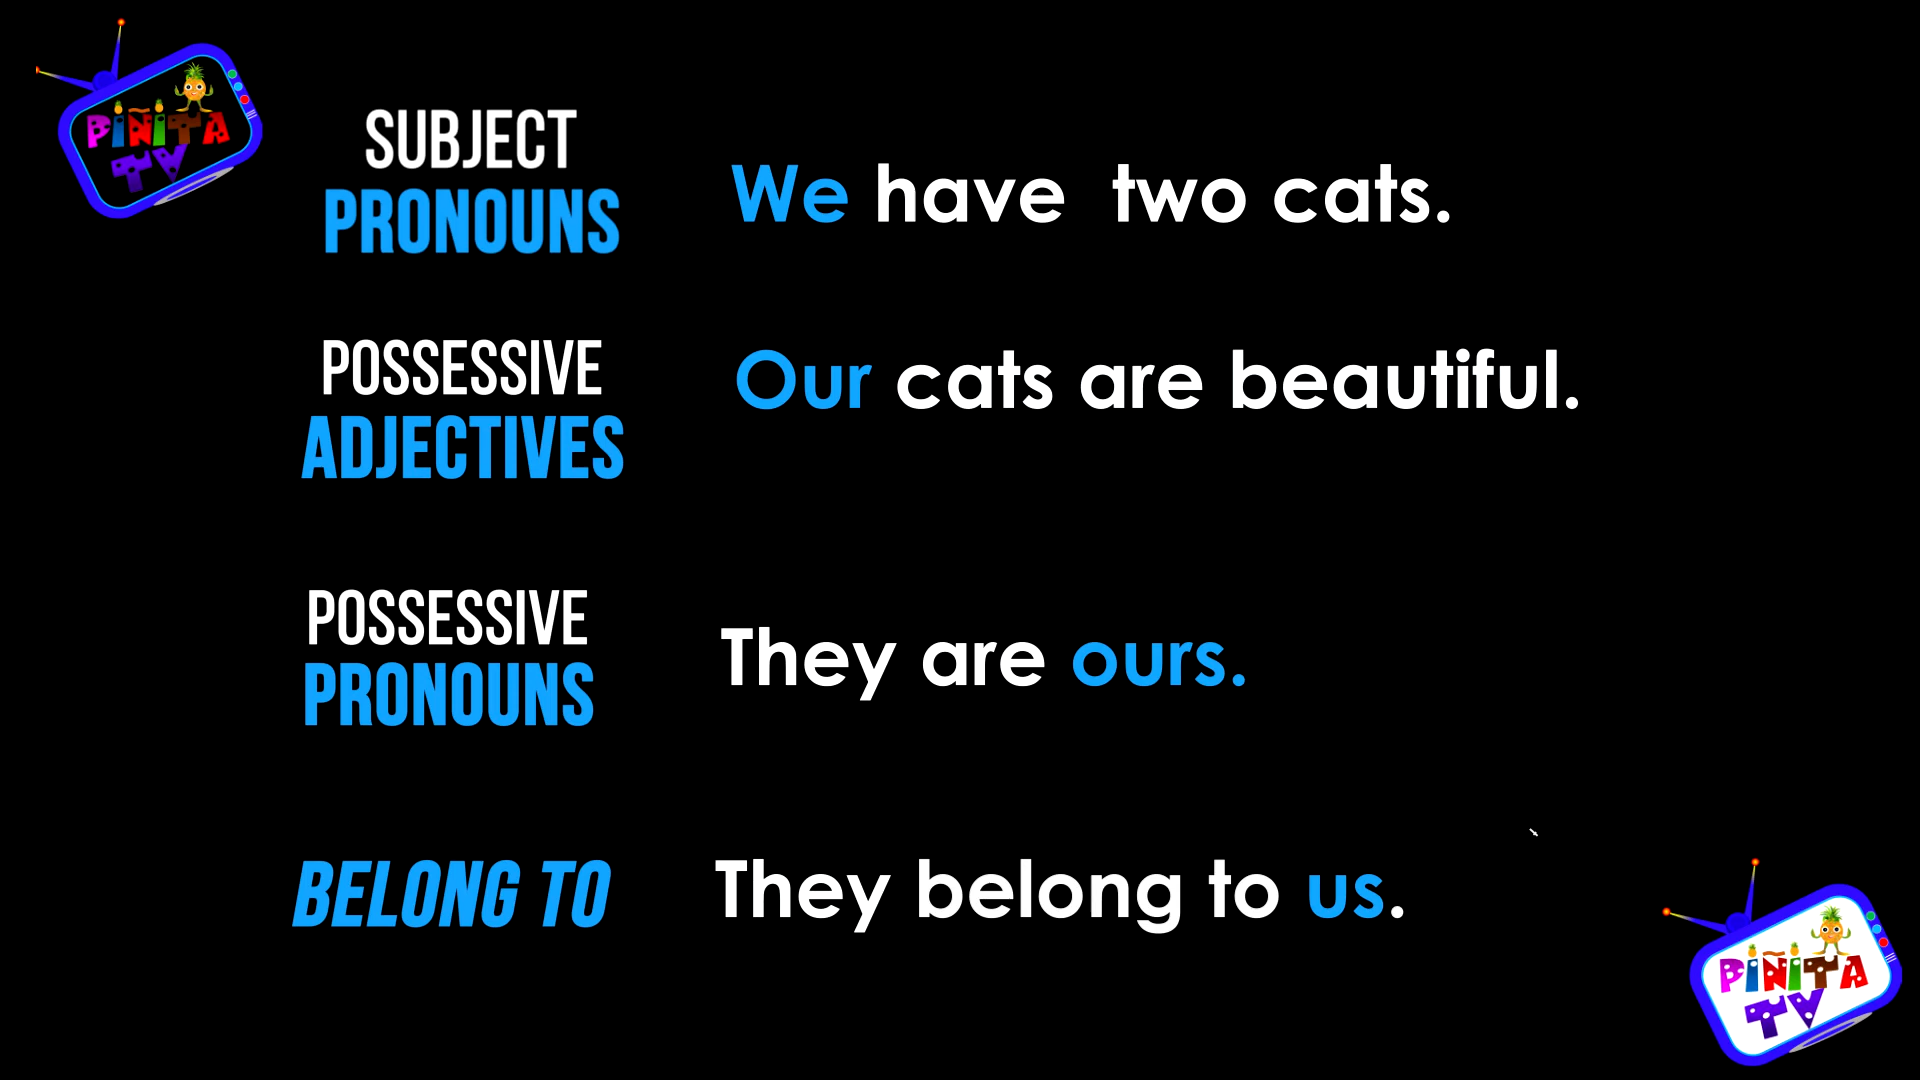 PIÑITA
TV
SUBJECT
PRONOUNS
We have  two cats.
POSSESSIVE
ADJECTIVES
Our cats are beautiful.
POSSESSIVE
PRONOUNS
They are ours.
BELONG TO
They belong to us.
PIÑITA
TV